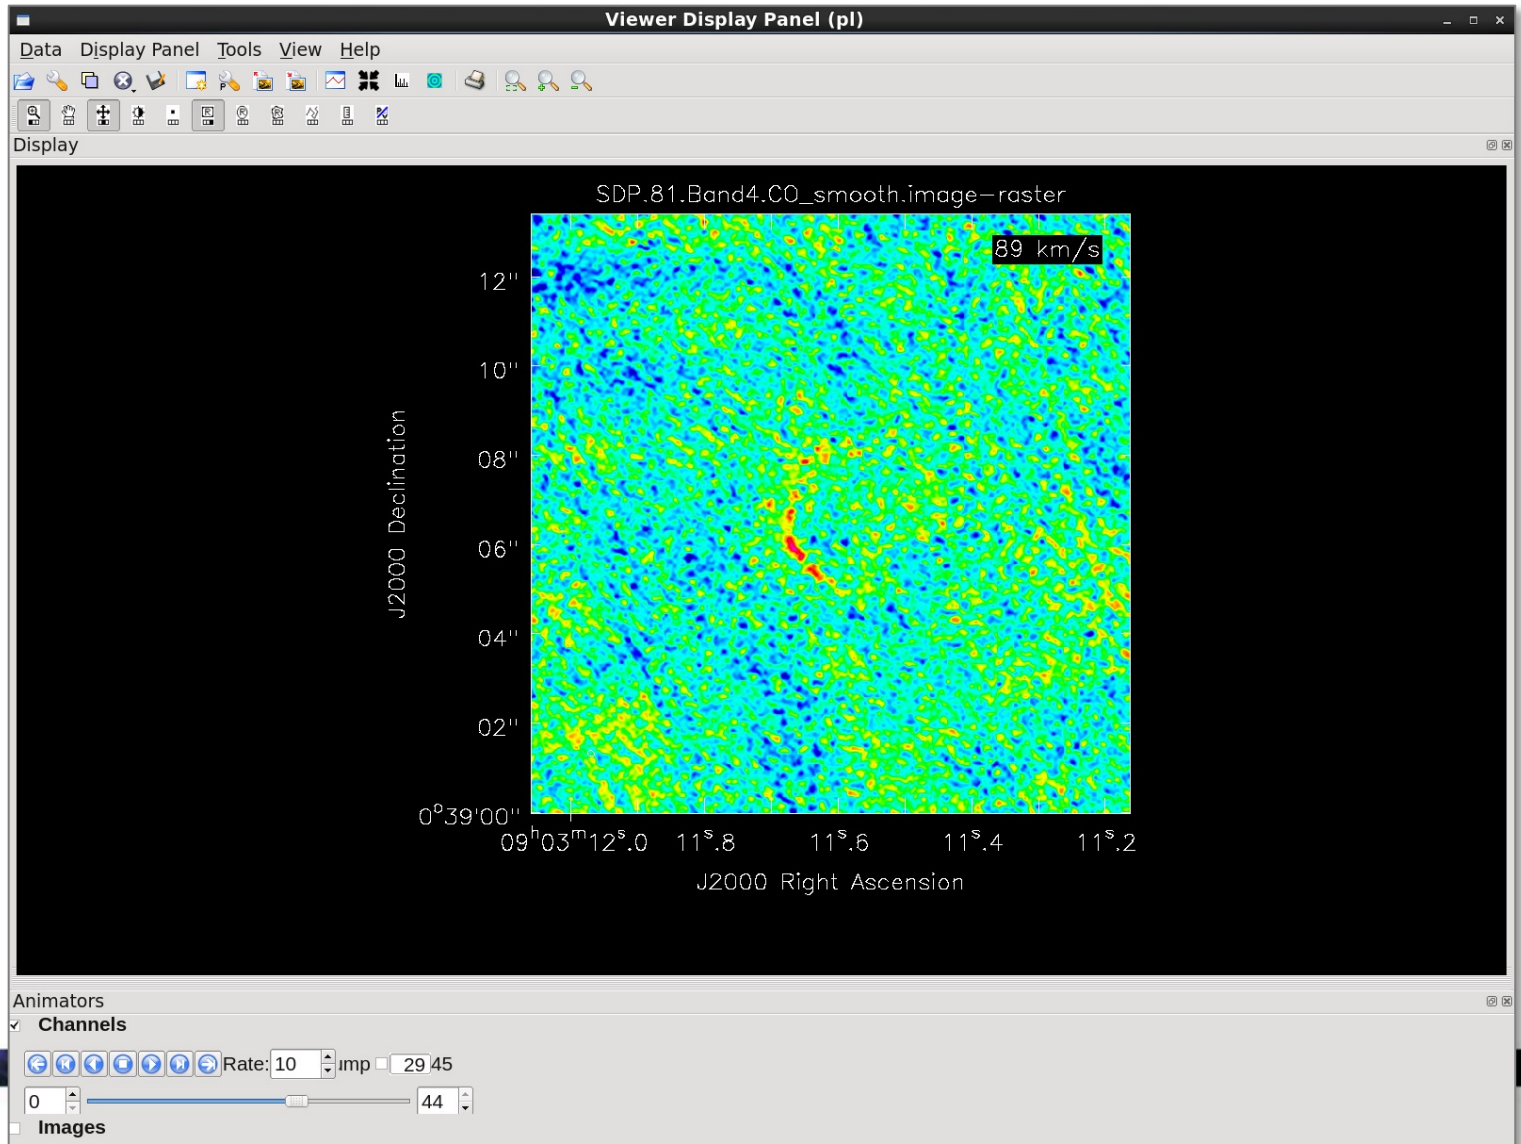 Viewer Display Panel (pl)
Data Display Panel Tools View Help
Display
SDP.81.Band4.CO_smooth.image-raster
89 km/s
12"
10"
08"
06"
04"
02"
0°39'00"
J2000 Declination
09h03m12s.0 11s.8 11s.6 11s.4 11s.2
J2000 Right Ascension
Animators
Channels
Rate: 10 ump 29 45
0 44
Images